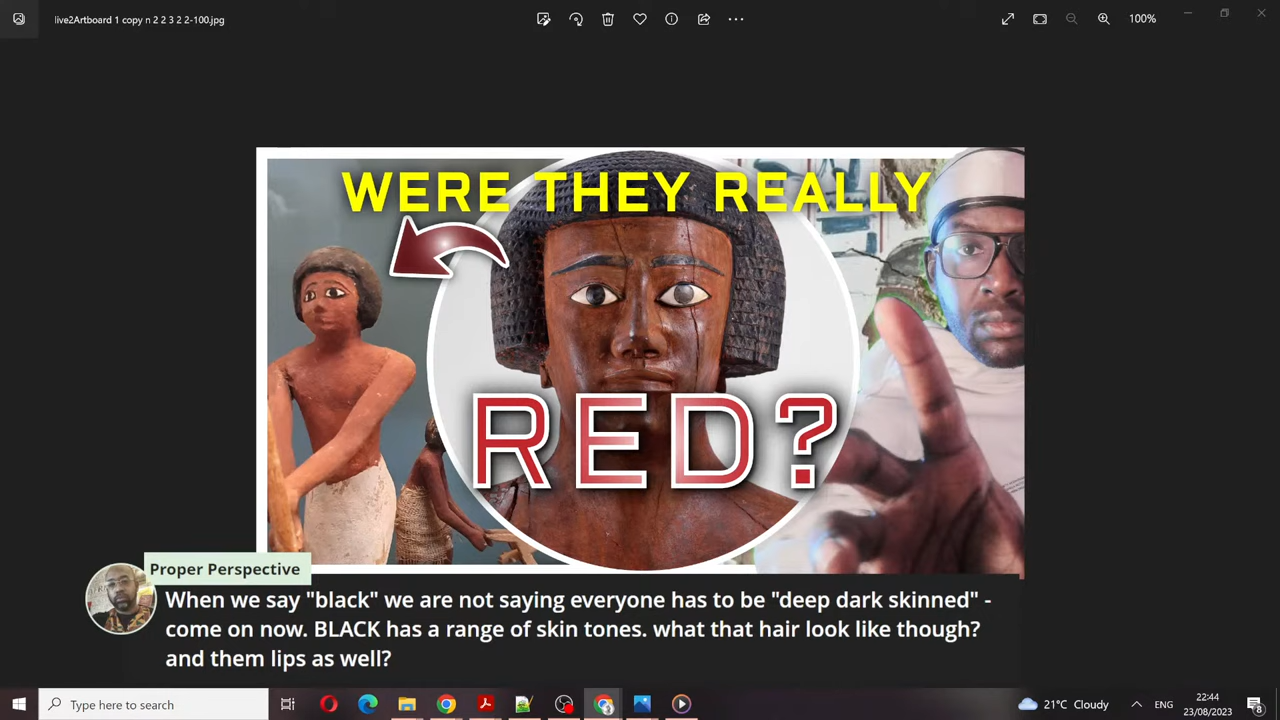 live2Artboard 1 copy n 2 2 3 2 2-100.jpg
100%
WERE THEY REALLY
RED?
Proper Perspective
When we say "black" we are not saying everyone has to be "deep dark skinned" -
come on now. BLACK has a range of skin tones. what that hair look like though?
and them lips as well?
Type here to search
21°C Cloudy
ENG
22:44
23/08/2023
8